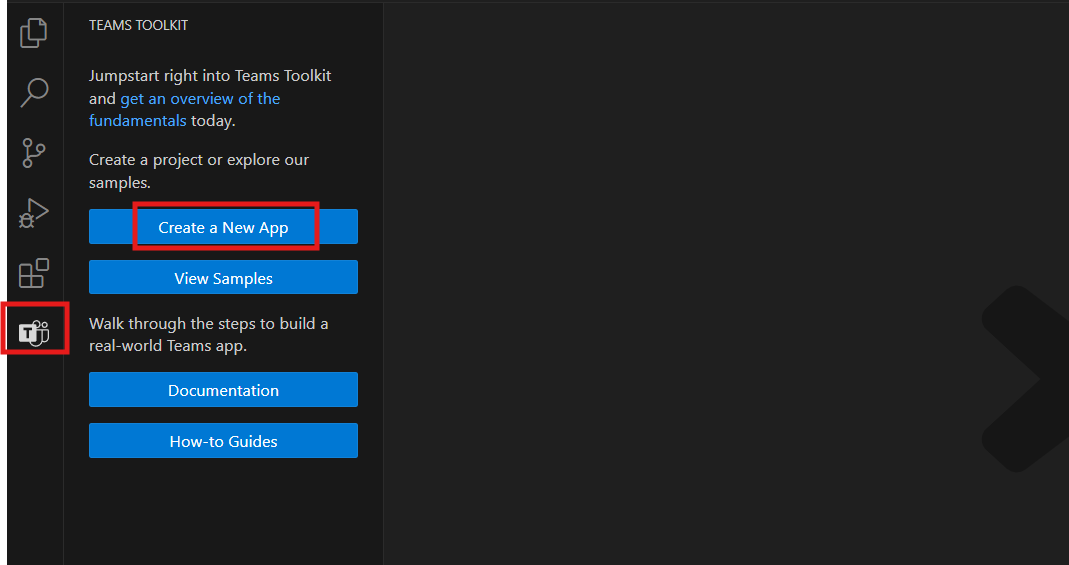 TEAMS TOOLKIT
Jumpstart right into Teams Toolkit
and get an overview of the
fundamentals today.
Create a project or explore our
samples.
Create a New App
View Samples
T
Walk through the steps to build a
real-world Teams app.
Documentation
How-to Guides